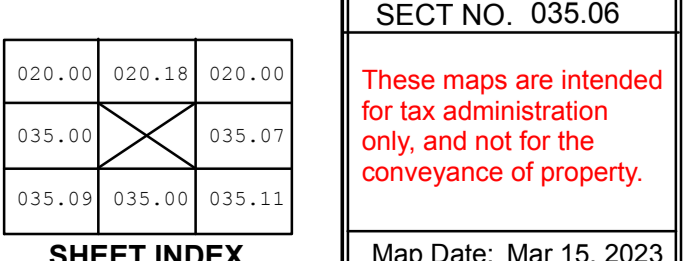 020.00 020.18 020.00
035.00 035.07
035.09 035.00 035.11
SHEET INDEX
SECT NO. 035.06
These maps are intended
for tax administration
only, and not for the
conveyance of property.
Map Date: Mar 15, 2023